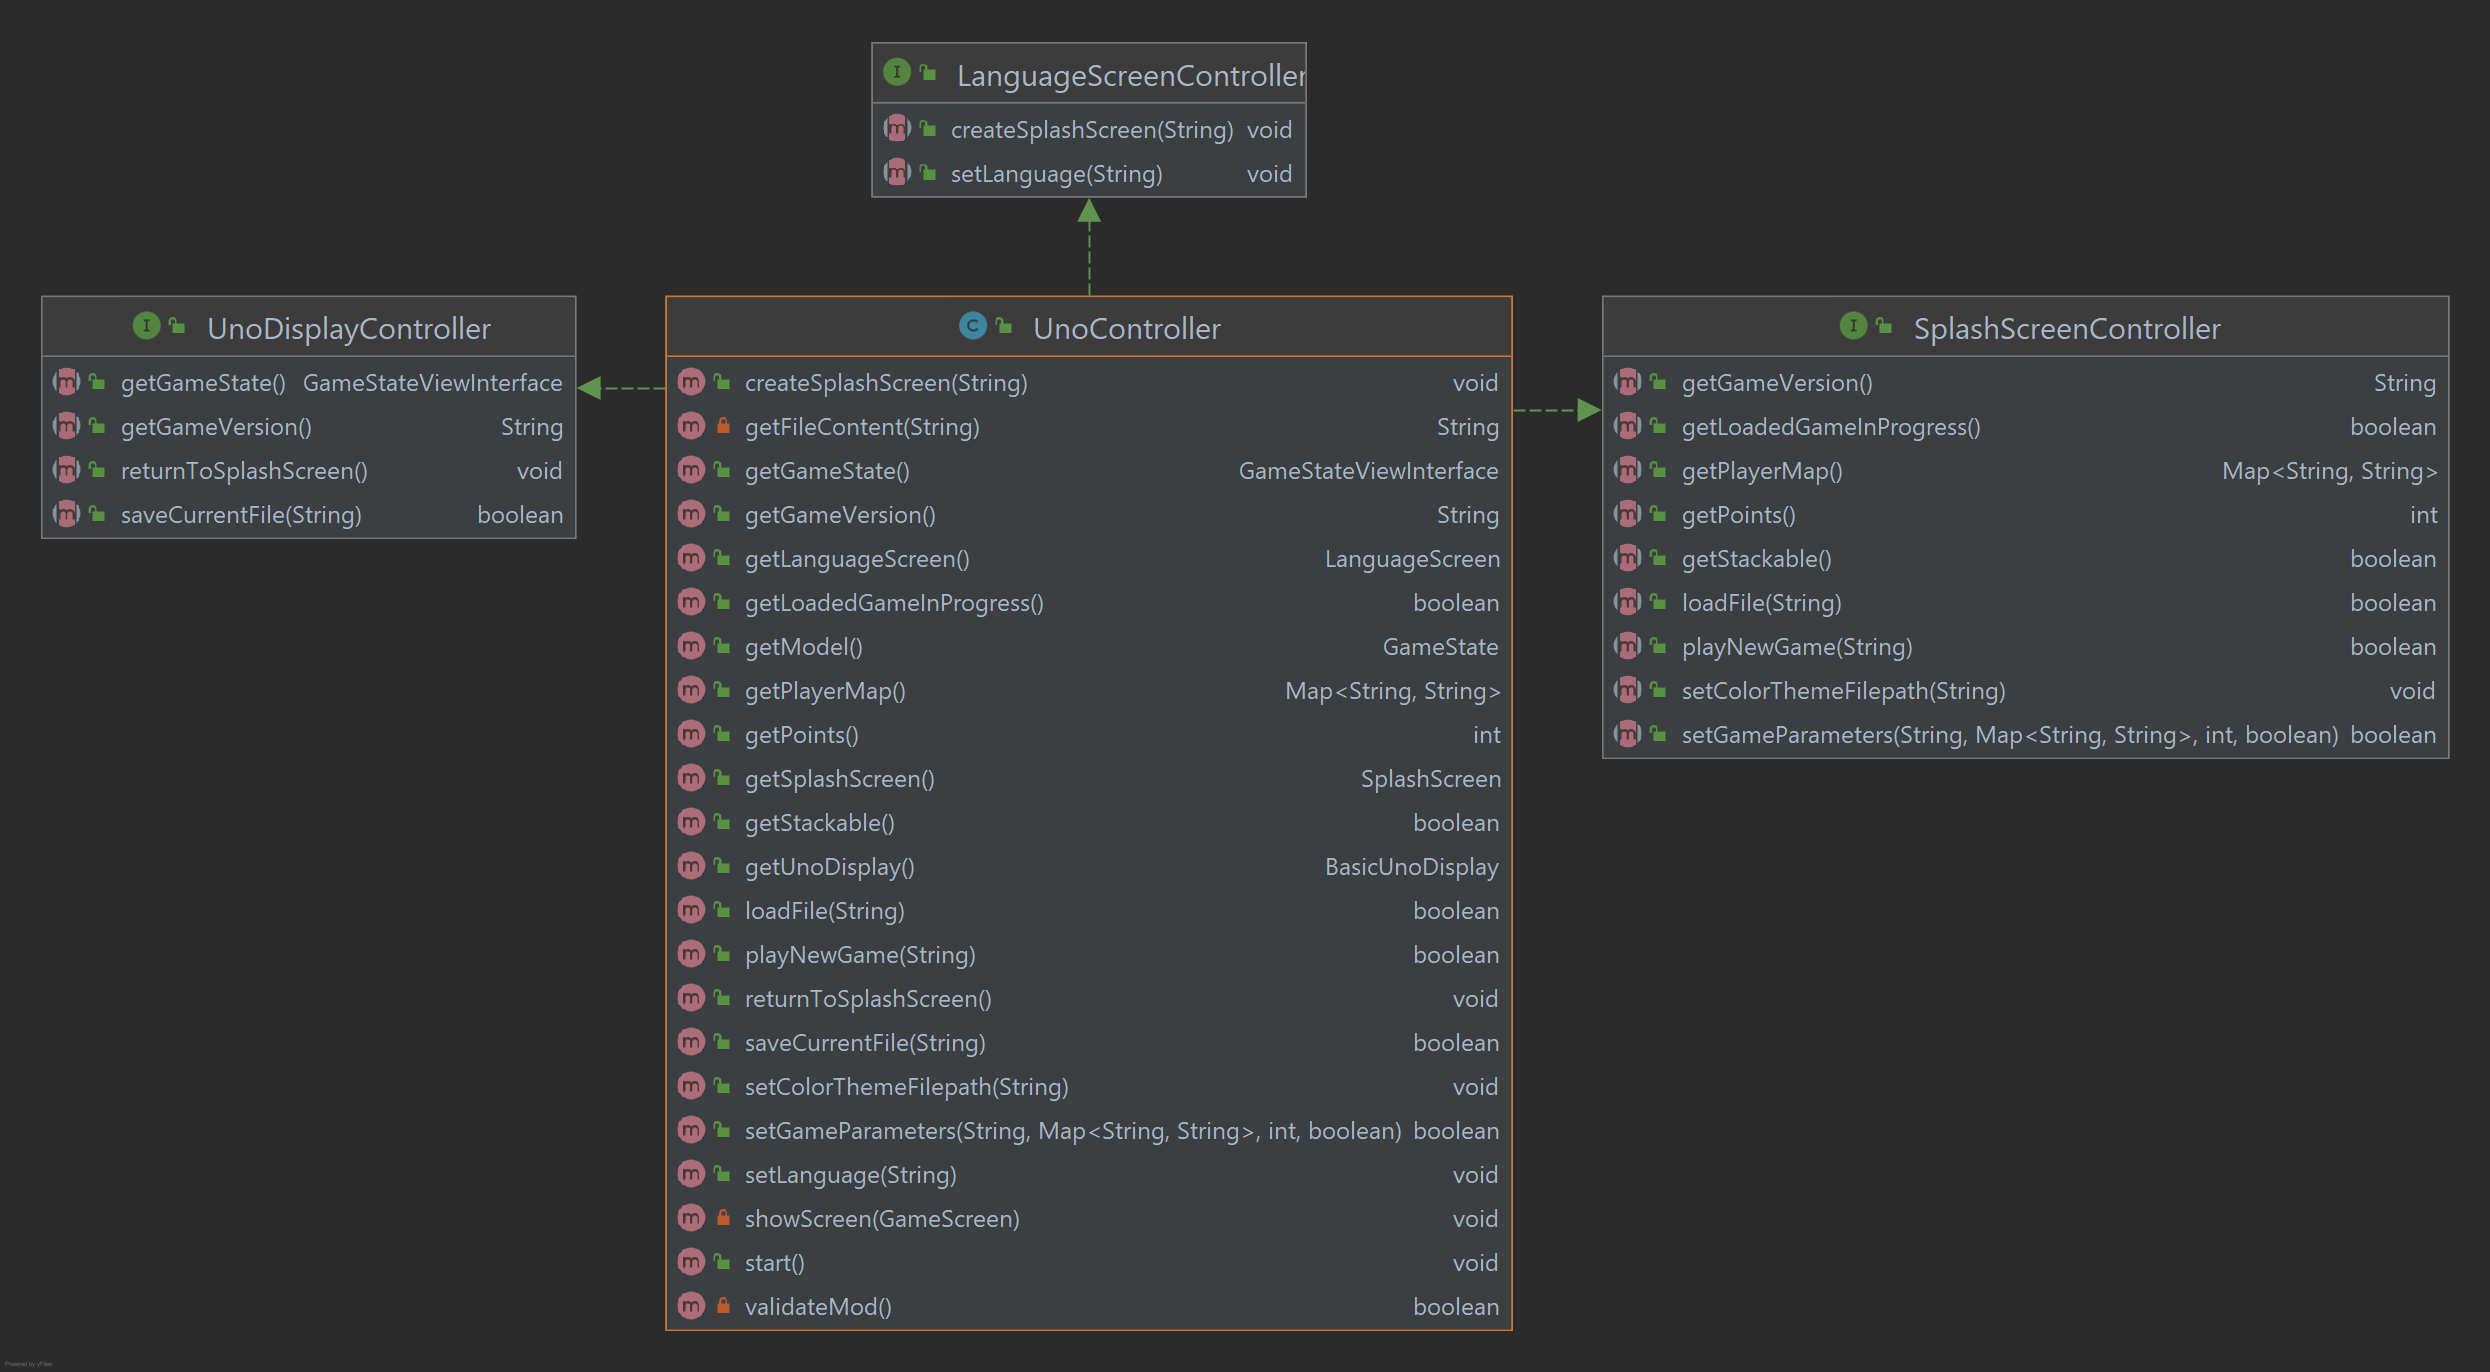 LanguageScreenController
createSplashScreen(String) void
setLanguage(String) void
UnoDisplayController
getGameState() GameStateViewInterface
getGameVersion() String
returnToSplashScreen() void
saveCurrentFile(String) boolean
UnoController
createSplashScreen(String) void
getFileContent(String) String
getGameState() GameStateViewInterface
getGameVersion() String
getLanguageScreen() LanguageScreen
getLoadedGameInProgress() boolean
getModel() GameState
getPlayerMap() Map<String, String>
getPoints() int
getSplashScreen() SplashScreen
getStackable() boolean
getUnoDisplay() BasicUnoDisplay
loadFile(String) boolean
playNewGame(String) boolean
returnToSplashScreen() void
saveCurrentFile(String) boolean
setColorThemeFilepath(String) void
setGameParameters(String, Map<String, String>, int, boolean) boolean
setLanguage(String) void
showScreen(GameScreen) void
start() void
validateMod() boolean
SplashScreenController
getGameVersion() String
getLoadedGameInProgress() boolean
getPlayerMap() Map<String, String>
getPoints() int
getStackable() boolean
loadFile(String) boolean
playNewGame(String) boolean
setColorThemeFilepath(String) void
setGameParameters(String, Map<String, String>, int, boolean) boolean
Powered by yFiles